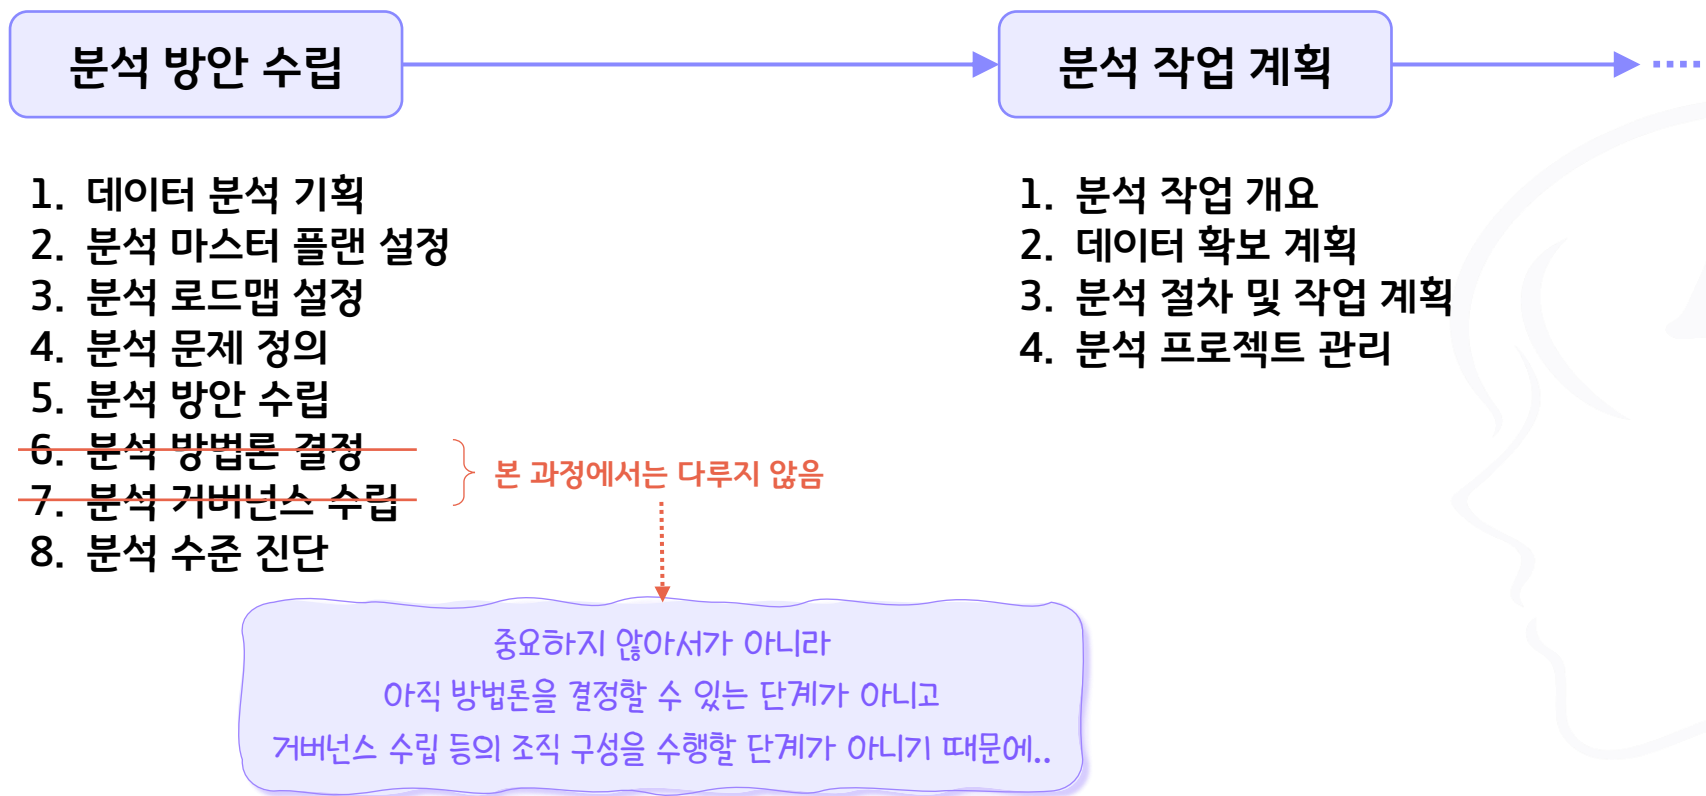 분석 방안 수립
분석 작업 계획
1. 데이터 분석 기획
2. 분석 마스터 플랜 설정
3. 분석 로드맵 설정
4. 분석 문제 정의
5. 분석 방안 수립
6. 분석 방법론 결정
7. 분석 거버넌스 수립
8. 분석 수준 진단
본 과정에서는 다루지 않음
1. 분석 작업 개요
2. 데이터 확보 계획
3. 분석 절차 및 작업 계획
4. 분석 프로젝트 관리
중요하지 않아서가 아니라
아직 방법론을 결정할 수 있는 단계가 아니고
거버넌스 수립 등의 조직 구성을 수행할 단계가 아니기 때문에..